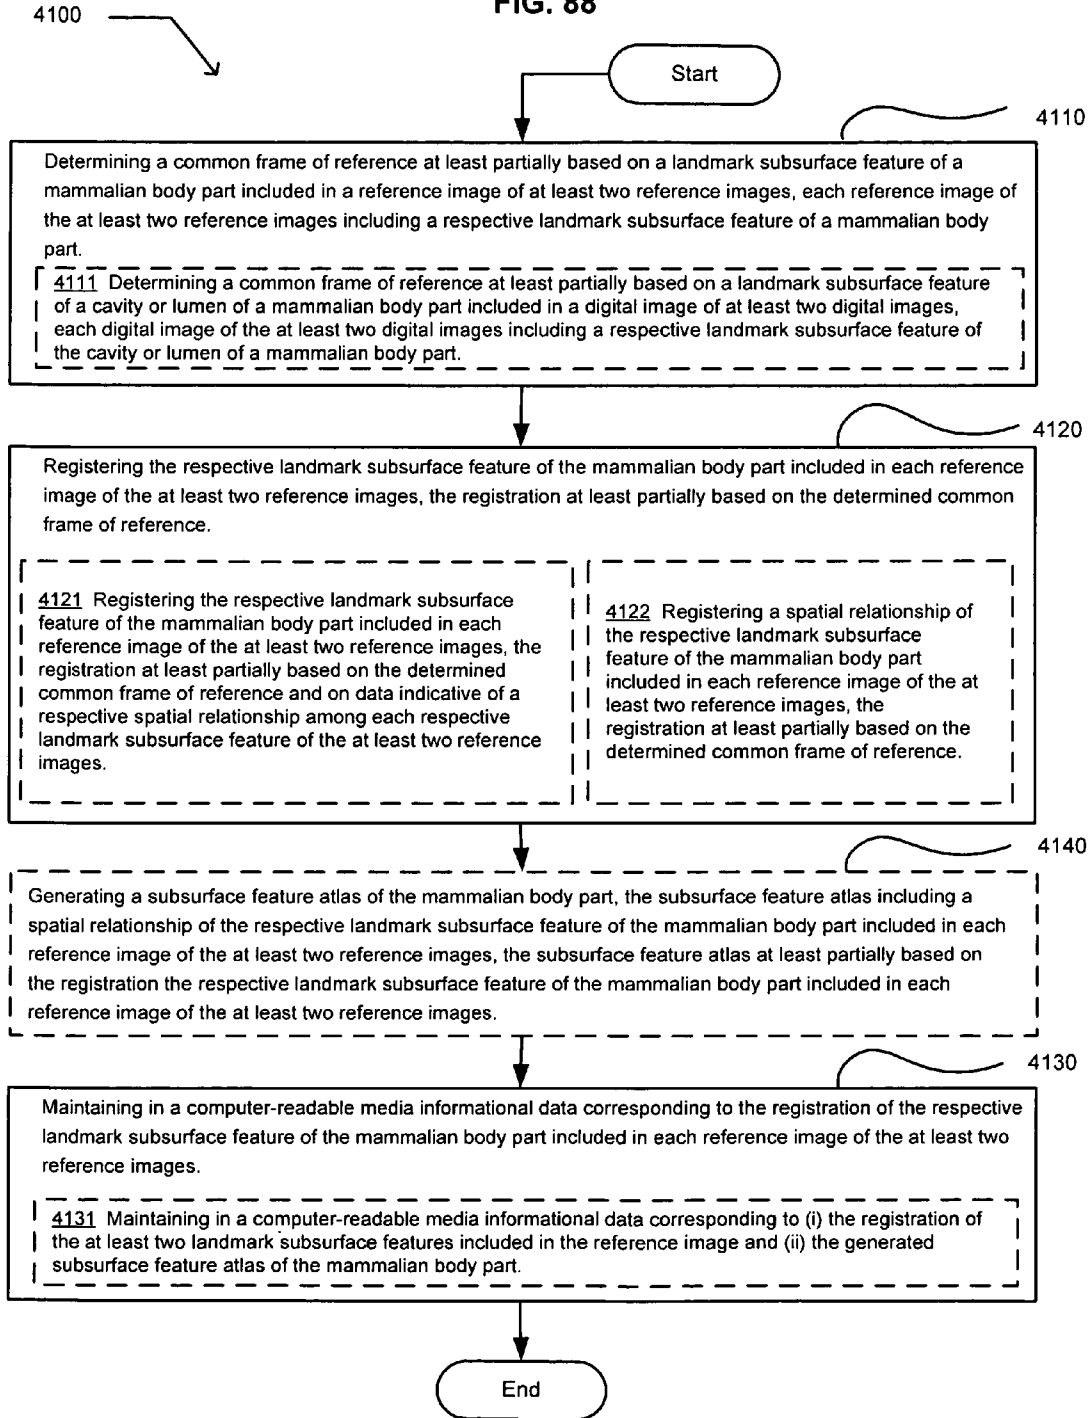 FIG. 88
4100
Start
4110
Determining a common frame of reference at least partially based on a landmark subsurface feature of a
mammalian body part included in a reference image of at least two reference images, each reference image of
the at least two reference images including a respective landmark subsurface feature of a mammalian body
part.
4111 Determining a common frame of reference at least partially based on a landmark subsurface feature
of a cavity or lumen of a mammalian body part included in a digital image of at least two digital images,
each digital image of the at least two digital images including a respective landmark subsurface feature of
the cavity or lumen of a mammalian body part.
4120
Registering the respective landmark subsurface feature of the mammalian body part included in each reference
image of the at least two reference images, the registration at least partially based on the determined common
frame of reference.
4121 Registering the respective landmark subsurface
feature of the mammalian body part included in each
reference image of the at least two reference images, the
registration at least partially based on the determined
common frame of reference and on data indicative of a
respective spatial relationship among each respective
landmark subsurface feature of the at least two reference
images.
4122 Registering a spatial relationship of
the respective landmark subsurface
feature of the mammalian body part
included in each reference image of the at
least two reference images, the
registration at least partially based on the
determined common frame of reference.
4140
Generating a subsurface feature atlas of the mammalian body part, the subsurface feature atlas including a
spatial relationship of the respective landmark subsurface feature of the mammalian body part included in each
reference image of the at least two reference images, the subsurface feature atlas at least partially based on
the registration the respective landmark subsurface feature of the mammalian body part included in each
reference image of the at least two reference images.
4130
Maintaining in a computer-readable media informational data corresponding to the registration of the respective
landmark subsurface feature of the mammalian body part included in each reference image of the at least two
reference images.
4131 Maintaining in a computer-readable media informational data corresponding to (i) the registration of
the at least two landmark subsurface features included in the reference image and (ii) the generated
subsurface feature atlas of the mammalian body part.
End